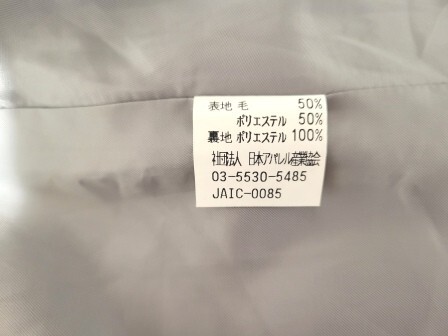 表地 毛 50%
ポリエステル 50%
裏地 ポリエステル 100%
社団法人 日本アパレル産業協会
03-5530-5485
JAIC-0085